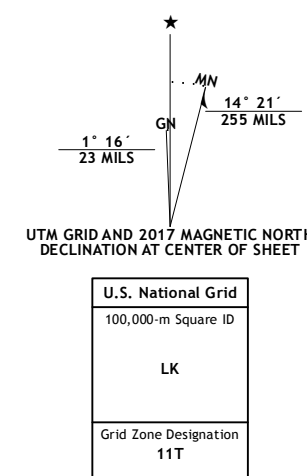 ★
MN
GN
14° 21´
255 MILS
1° 16´
23 MILS
UTM GRID AND 2017 MAGNETIC NORTH
DECLINATION AT CENTER OF SHEET
U.S. National Grid
100,000-m Square ID
LK
Grid Zone Designation
11T